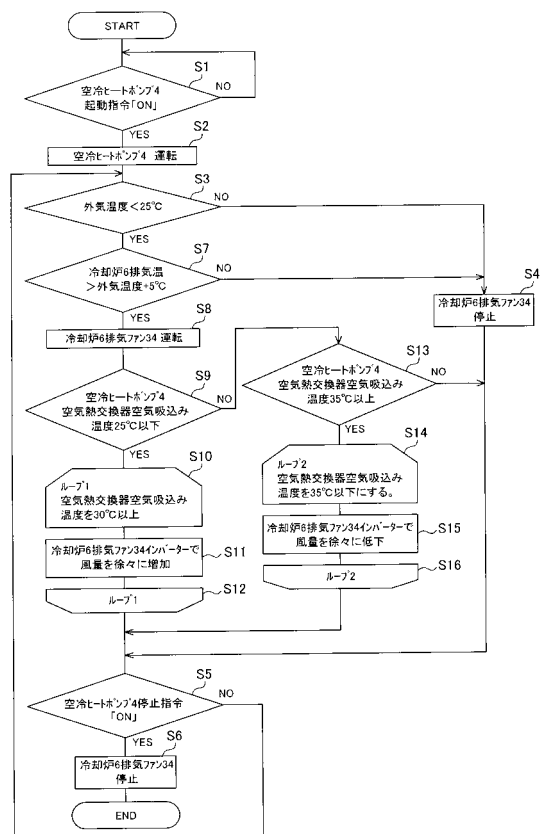 START
S1
空冷ヒートポンプ4
起動指令「ON」
NO
YES
S2
空冷ヒートポンプ4 運転
S3
外気温度<25℃
NO
YES
S7
冷却炉6排気温
>外気温度+5℃
NO
YES
S4
冷却炉6排気ファン34
停止
S8
冷却炉6排気ファン34 運転
S9
空冷ヒートポンプ4
空気熱交換器空気吸込み
温度25℃以下
NO
YES
S13
空冷ヒートポンプ4
空気熱交換器空気吸込み
温度35℃以上
NO
YES
S10
ループ1
空気熱交換器空気吸込み
温度を30℃以上
S14
ループ2
空気熱交換器空気吸込み
温度を35℃以下にする。
S11
冷却炉6排気ファン34インバーターで
風量を徐々に増加
S15
冷却炉6排気ファン34インバーターで
風量を徐々に低下
S12
ループ1
S16
ループ2
S5
空冷ヒートポンプ4停止指令
「ON」
NO
YES
S6
冷却炉6排気ファン34
停止
END